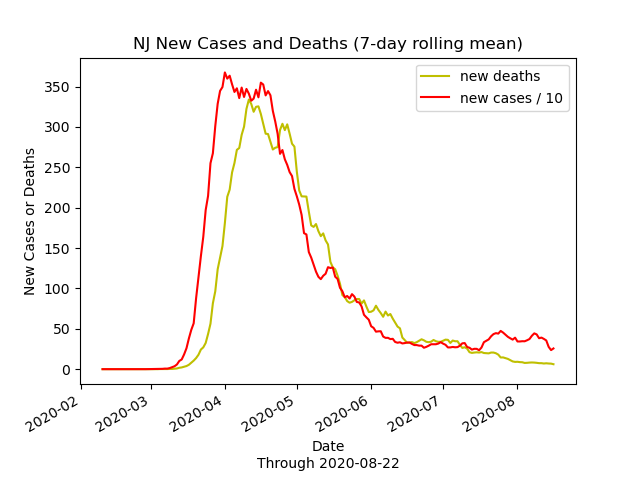 NJ New Cases and Deaths (7-day rolling mean)
new deaths
new cases / 10
New Cases or Deaths
350
300
250
200
150
100
50
0
2020-02
2020-03
2020-04
2020-05
2020-06
2020-07
2020-08
Date
Through 2020-08-22